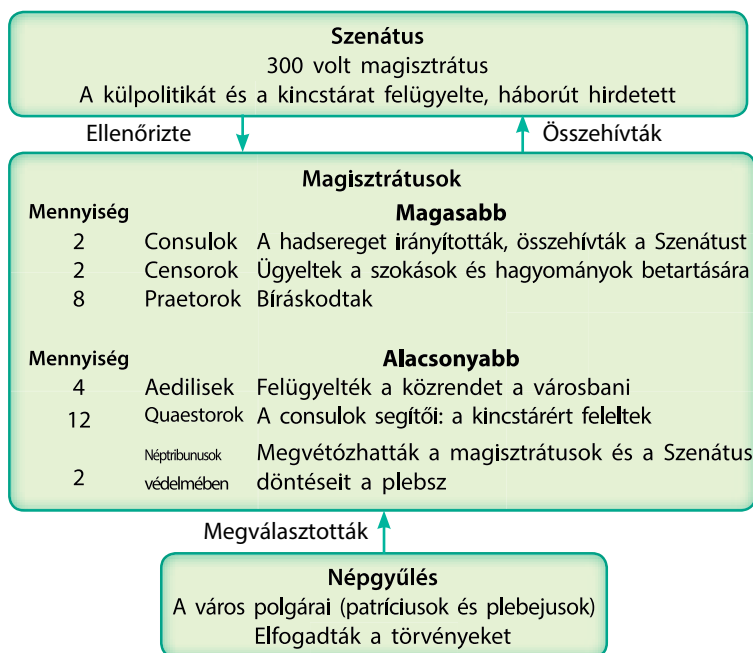 Szenátus
300 volt magisztrátus
A külpolitikát és a kincstárat felügyelte, háborút hirdetett
Ellenőrizte Összehívták
Magisztrátusok
Mennyiség Magasabb
2 Consulok A hadsereget irányították, összehívták a Szenátust
2 Censorok Ügyeltek a szokások és hagyományok betartására
8 Praetorok Bíráskodtak
Mennyiség Alacsonyabb
4 Aedilisek Felügyelték a közrendet a városbani
12 Quaestorok A consulok segítői: a kincstárért feleltek
Néptribunusok Megvétózhatták a magisztrátusok és a Szenátus
2 védelmében döntéseit a plebsz
Megválasztották
Népgyűlés
A város polgárai (patríciusok és plebejusok)
Elfogadták a törvényeket